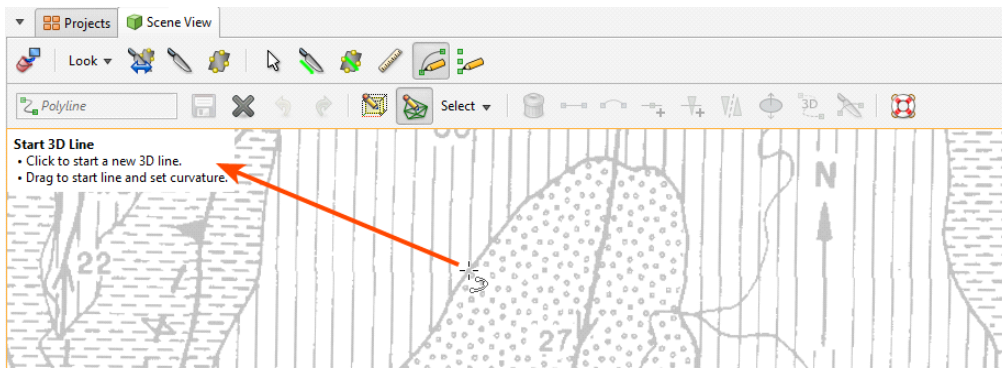 Projects Scene View
Look
Polyline Select 3D
Start 3D Line
• Click to start a new 3D line.
• Drag to start line and set curvature.
N
22
27